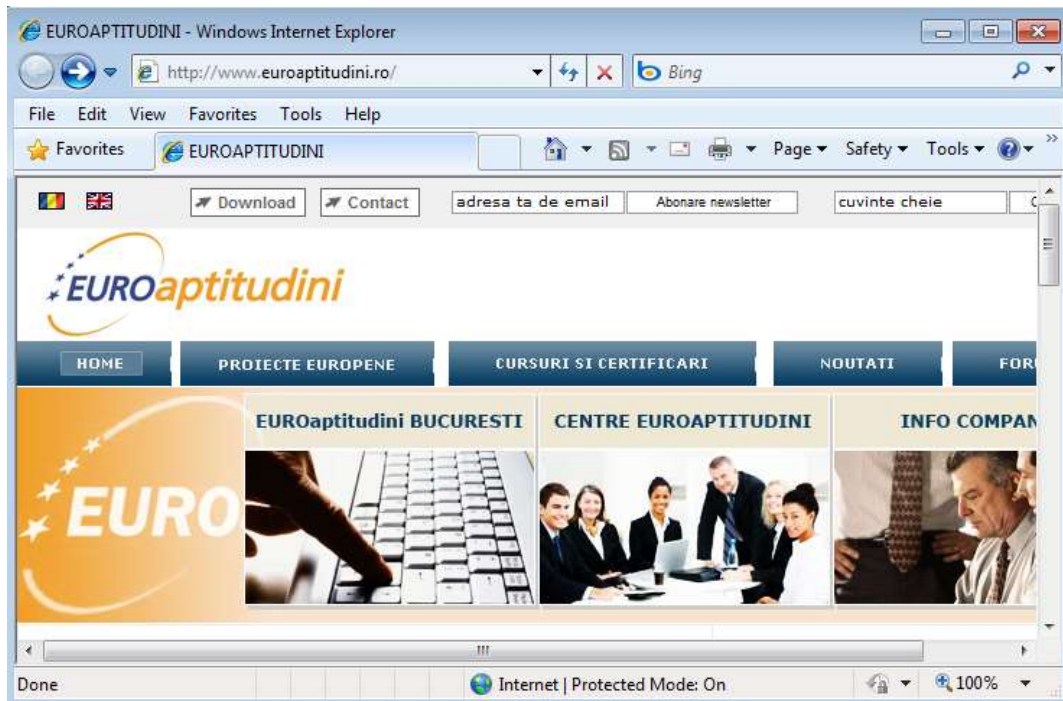 EUROAPTITUDINI - Windows Internet Explorer
http://www.euroaptitudini.ro/ Bing
File Edit View Favorites Tools Help
Favorites EUROAPTITUDINI Page Safety Tools
Download Contact adresa ta de email Abonare newsletter cuvinte cheie
EUROaptitudini
HOME PROIECTE EUROPENE CURSURI SI CERTIFICARI NOUTATI
EUROaptitudini BUCURESTI CENTRE EUROAPTITUDINI INFO COMPAN
EURO
Done Internet | Protected Mode: On 100%